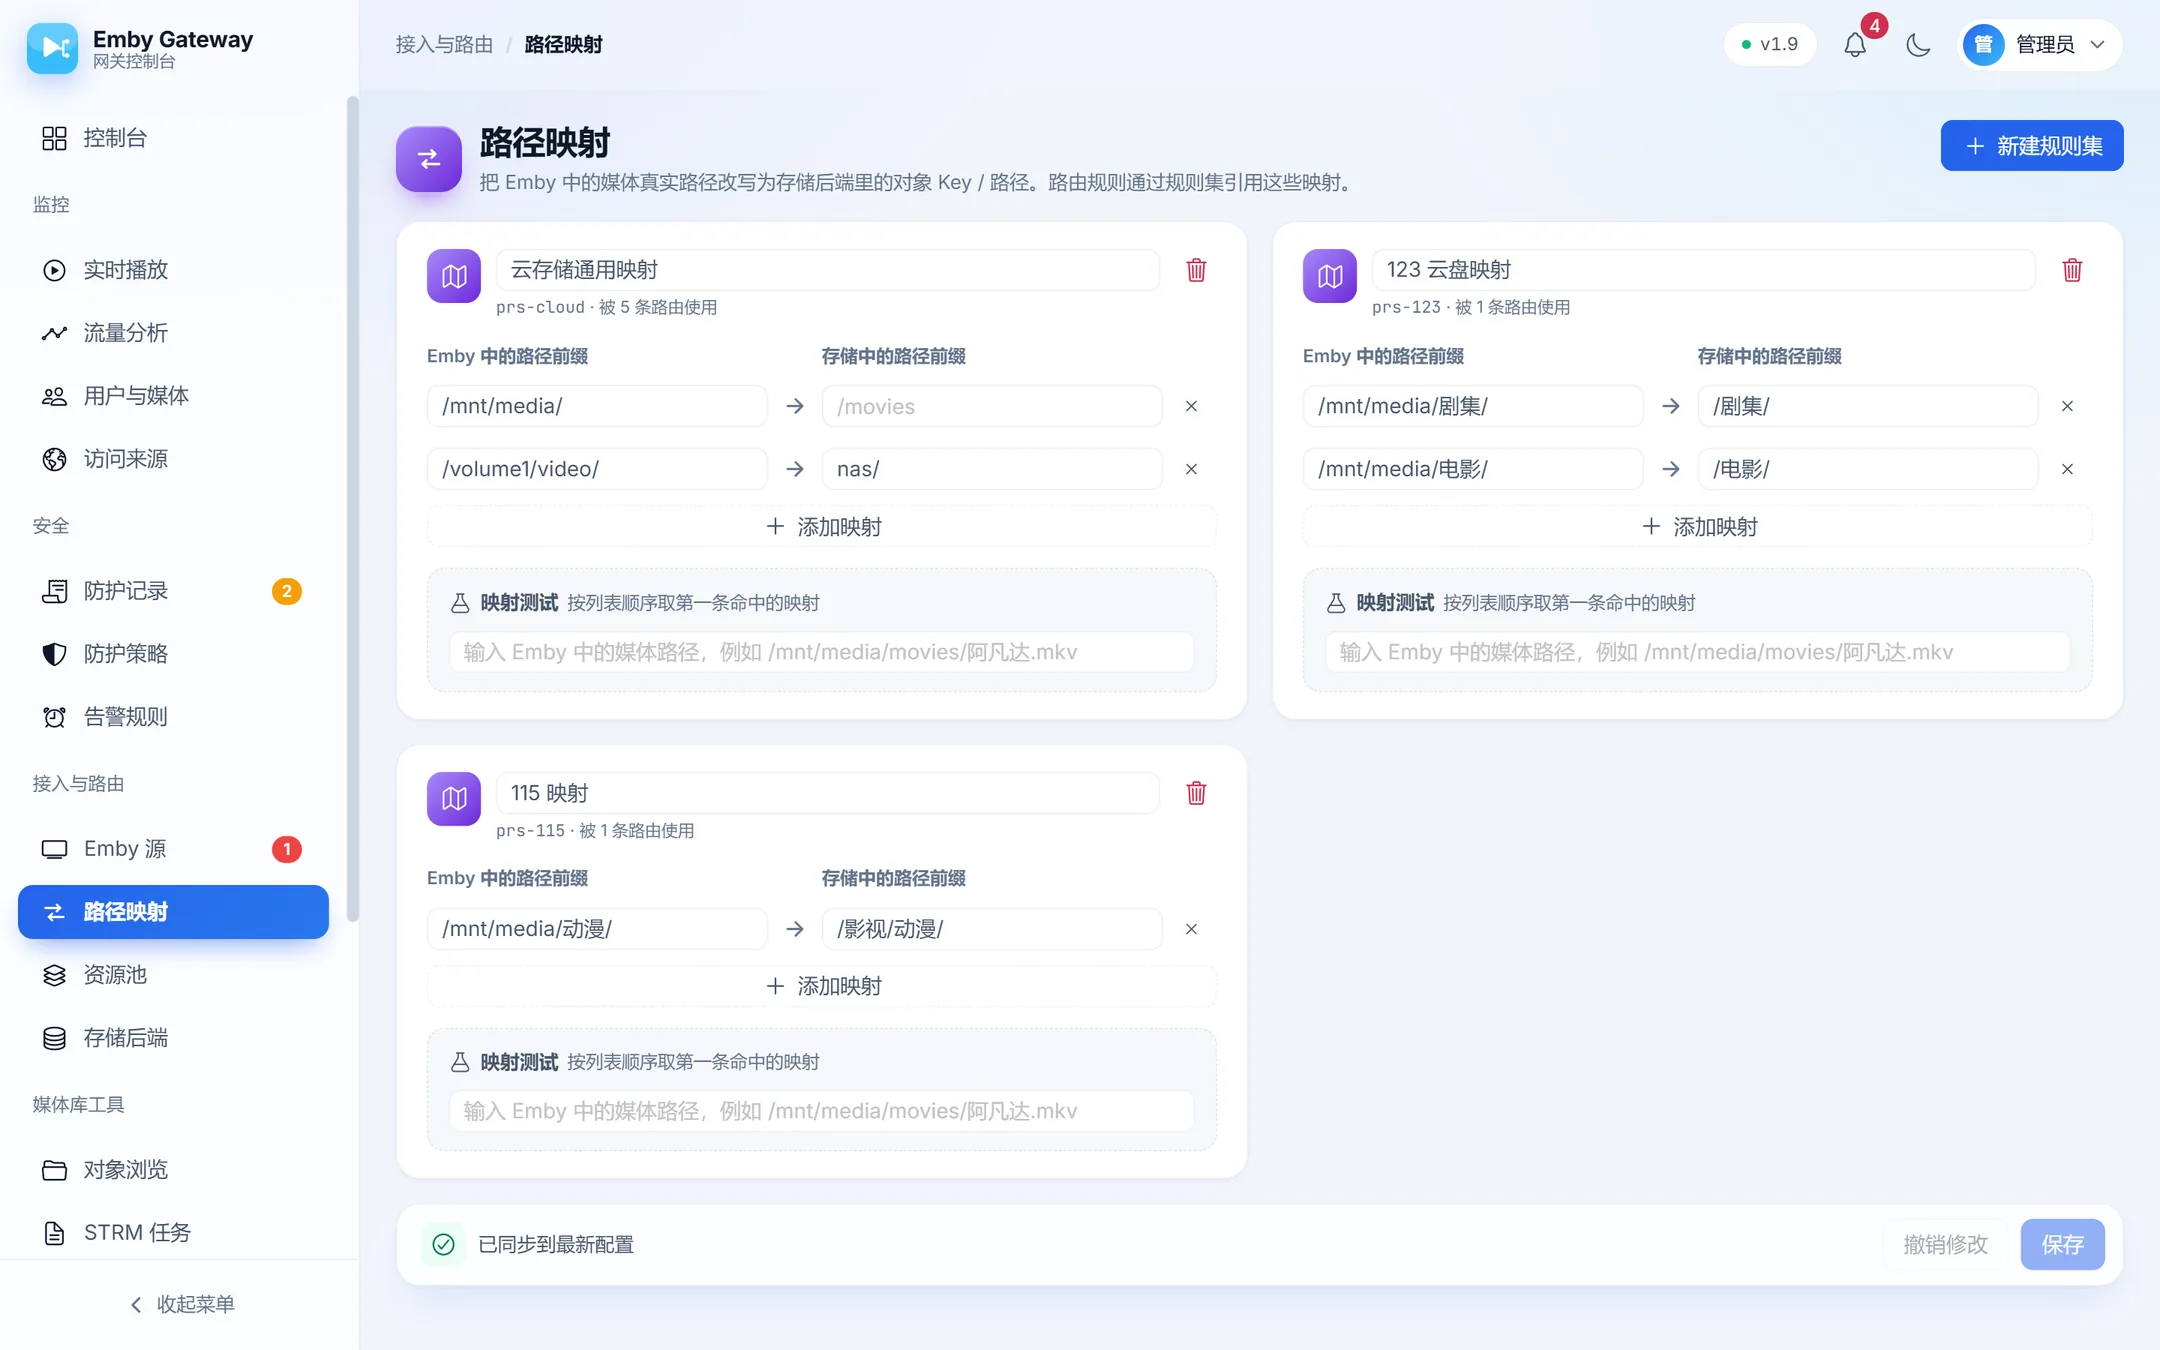 Emby Gateway
网关控制台
控制台
监控
实时播放
流量分析
用户与媒体
访问来源
安全
防护记录
2
防护策略
告警规则
接入与路由
Emby 源
1
路径映射
资源池
存储后端
媒体库工具
对象浏览
STRM 任务
收起菜单
接入与路由 / 路径映射
v1.9
4
管
管理员
路径映射
把 Emby 中的媒体真实路径改写为存储后端里的对象 Key / 路径。路由规则通过规则集引用这些映射。
新建规则集
云存储通用映射
prs-cloud · 被 5 条路由使用
Emby 中的路径前缀
存储中的路径前缀
/mnt/media/
/movies
/volume1/video/
nas/
添加映射
映射测试 按列表顺序取第一条命中的映射
输入 Emby 中的媒体路径，例如 /mnt/media/movies/阿凡达.mkv
123 云盘映射
prs-123 · 被 1 条路由使用
Emby 中的路径前缀
存储中的路径前缀
/mnt/media/剧集/
/剧集/
/mnt/media/电影/
/电影/
添加映射
映射测试 按列表顺序取第一条命中的映射
输入 Emby 中的媒体路径，例如 /mnt/media/movies/阿凡达.mkv
115 映射
prs-115 · 被 1 条路由使用
Emby 中的路径前缀
存储中的路径前缀
/mnt/media/动漫/
/影视/动漫/
添加映射
映射测试 按列表顺序取第一条命中的映射
输入 Emby 中的媒体路径，例如 /mnt/media/movies/阿凡达.mkv
已同步到最新配置
撤销修改
保存